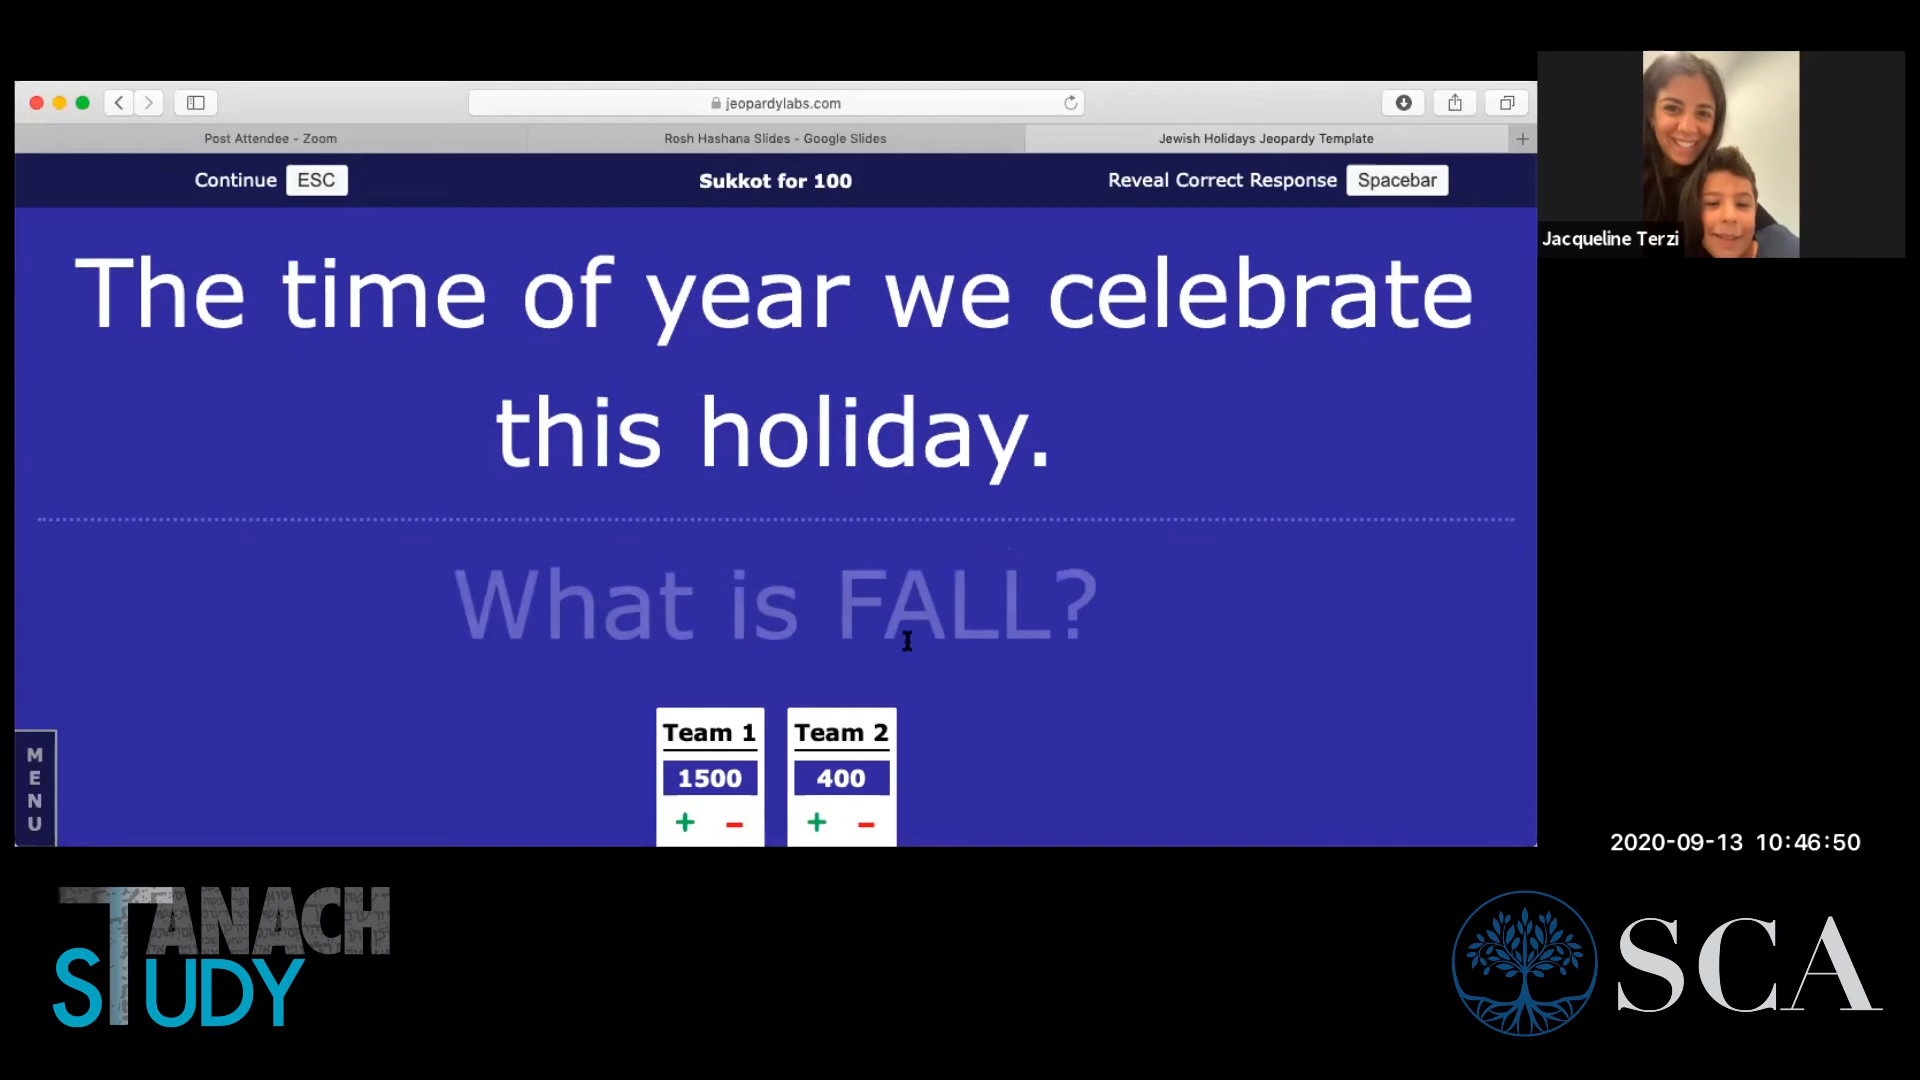 jeopardylabs.com
Post Attendee - Zoom
Rosh Hashana Slides - Google Slides
Jewish Holidays Jeopardy Template
Continue ESC
Sukkot for 100
Reveal Correct Response Spacebar
The time of year we celebrate
this holiday.
What is FALL?
Team 1
1500
+ −
Team 2
400
+ −
MENU
Jacqueline Terzi
2020-09-13 10:46:50
TANACH
STUDY
SCA